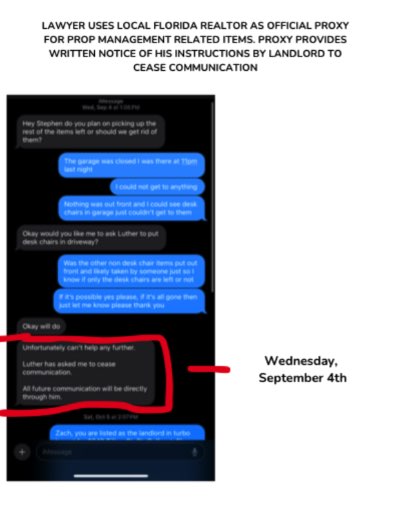 LAWYER USES LOCAL FLORIDA REALTOR AS OFFICIAL PROXY
FOR PROP MANAGEMENT RELATED ITEMS. PROXY PROVIDES
WRITTEN NOTICE OF HIS INSTRUCTIONS BY LANDLORD TO
CEASE COMMUNICATION
iMessage
Wed, Sep 4 at 1:05 PM
Hey Stephen do you plan on picking up the
rest of the items left or should we get rid of
them?
The garage was closed I was there at 11pm
last night
I could not get to anything
Nothing was out front and I could see desk
chairs in garage just couldn't get to them
Okay would you like me to ask Luther to put
desk chairs in driveway?
Was the other non desk chair items put out
front and likely taken by someone just so I
know if only the desk chairs are left or not
If it's possible yes please, if it's all gone then
just let me know please thank you
Okay will do
Unfortunately can't help any further.
Luther has asked me to cease
communication.
All future communication will be directly
through him.
Wednesday,
September 4th
Sat, Oct 5 at 2:07 PM
Zach, you are listed as the landlord in turbo
iMessage